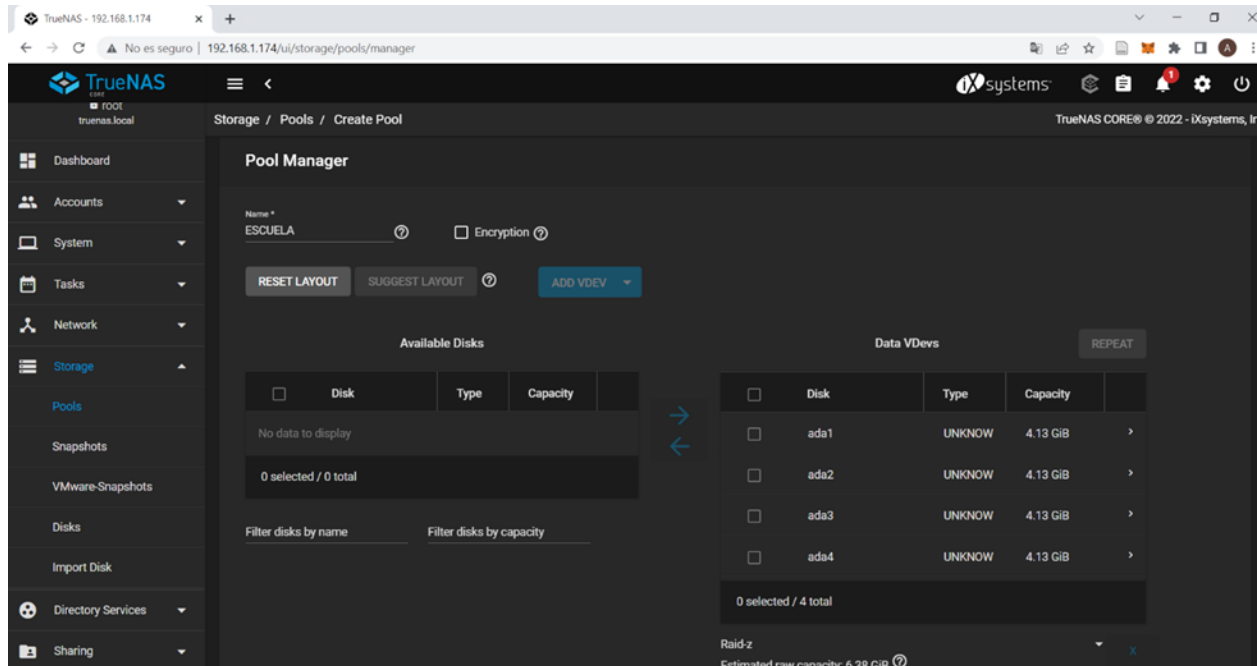 TrueNAS - 192.168.1.174
No es seguro | 192.168.1.174/ui/storage/pools/manager
A
TrueNAS
CORE
iXsystems
1
root
truenas.local
Storage / Pools / Create Pool
TrueNAS CORE® © 2022 - iXsystems, In
Dashboard
Accounts
System
Tasks
Network
Storage
Pools
Snapshots
VMware-Snapshots
Disks
Import Disk
Directory Services
Sharing
Pool Manager
Name *
ESCUELA
Encryption
RESET LAYOUT
SUGGEST LAYOUT
ADD VDEV
Available Disks
Disk Type Capacity
No data to display
0 selected / 0 total
Filter disks by name Filter disks by capacity
Data VDevs
REPEAT
Disk Type Capacity
ada1 UNKNOW 4.13 GiB
ada2 UNKNOW 4.13 GiB
ada3 UNKNOW 4.13 GiB
ada4 UNKNOW 4.13 GiB
0 selected / 4 total
Raid-z
X
Estimated raw capacity: 6.38 GiB